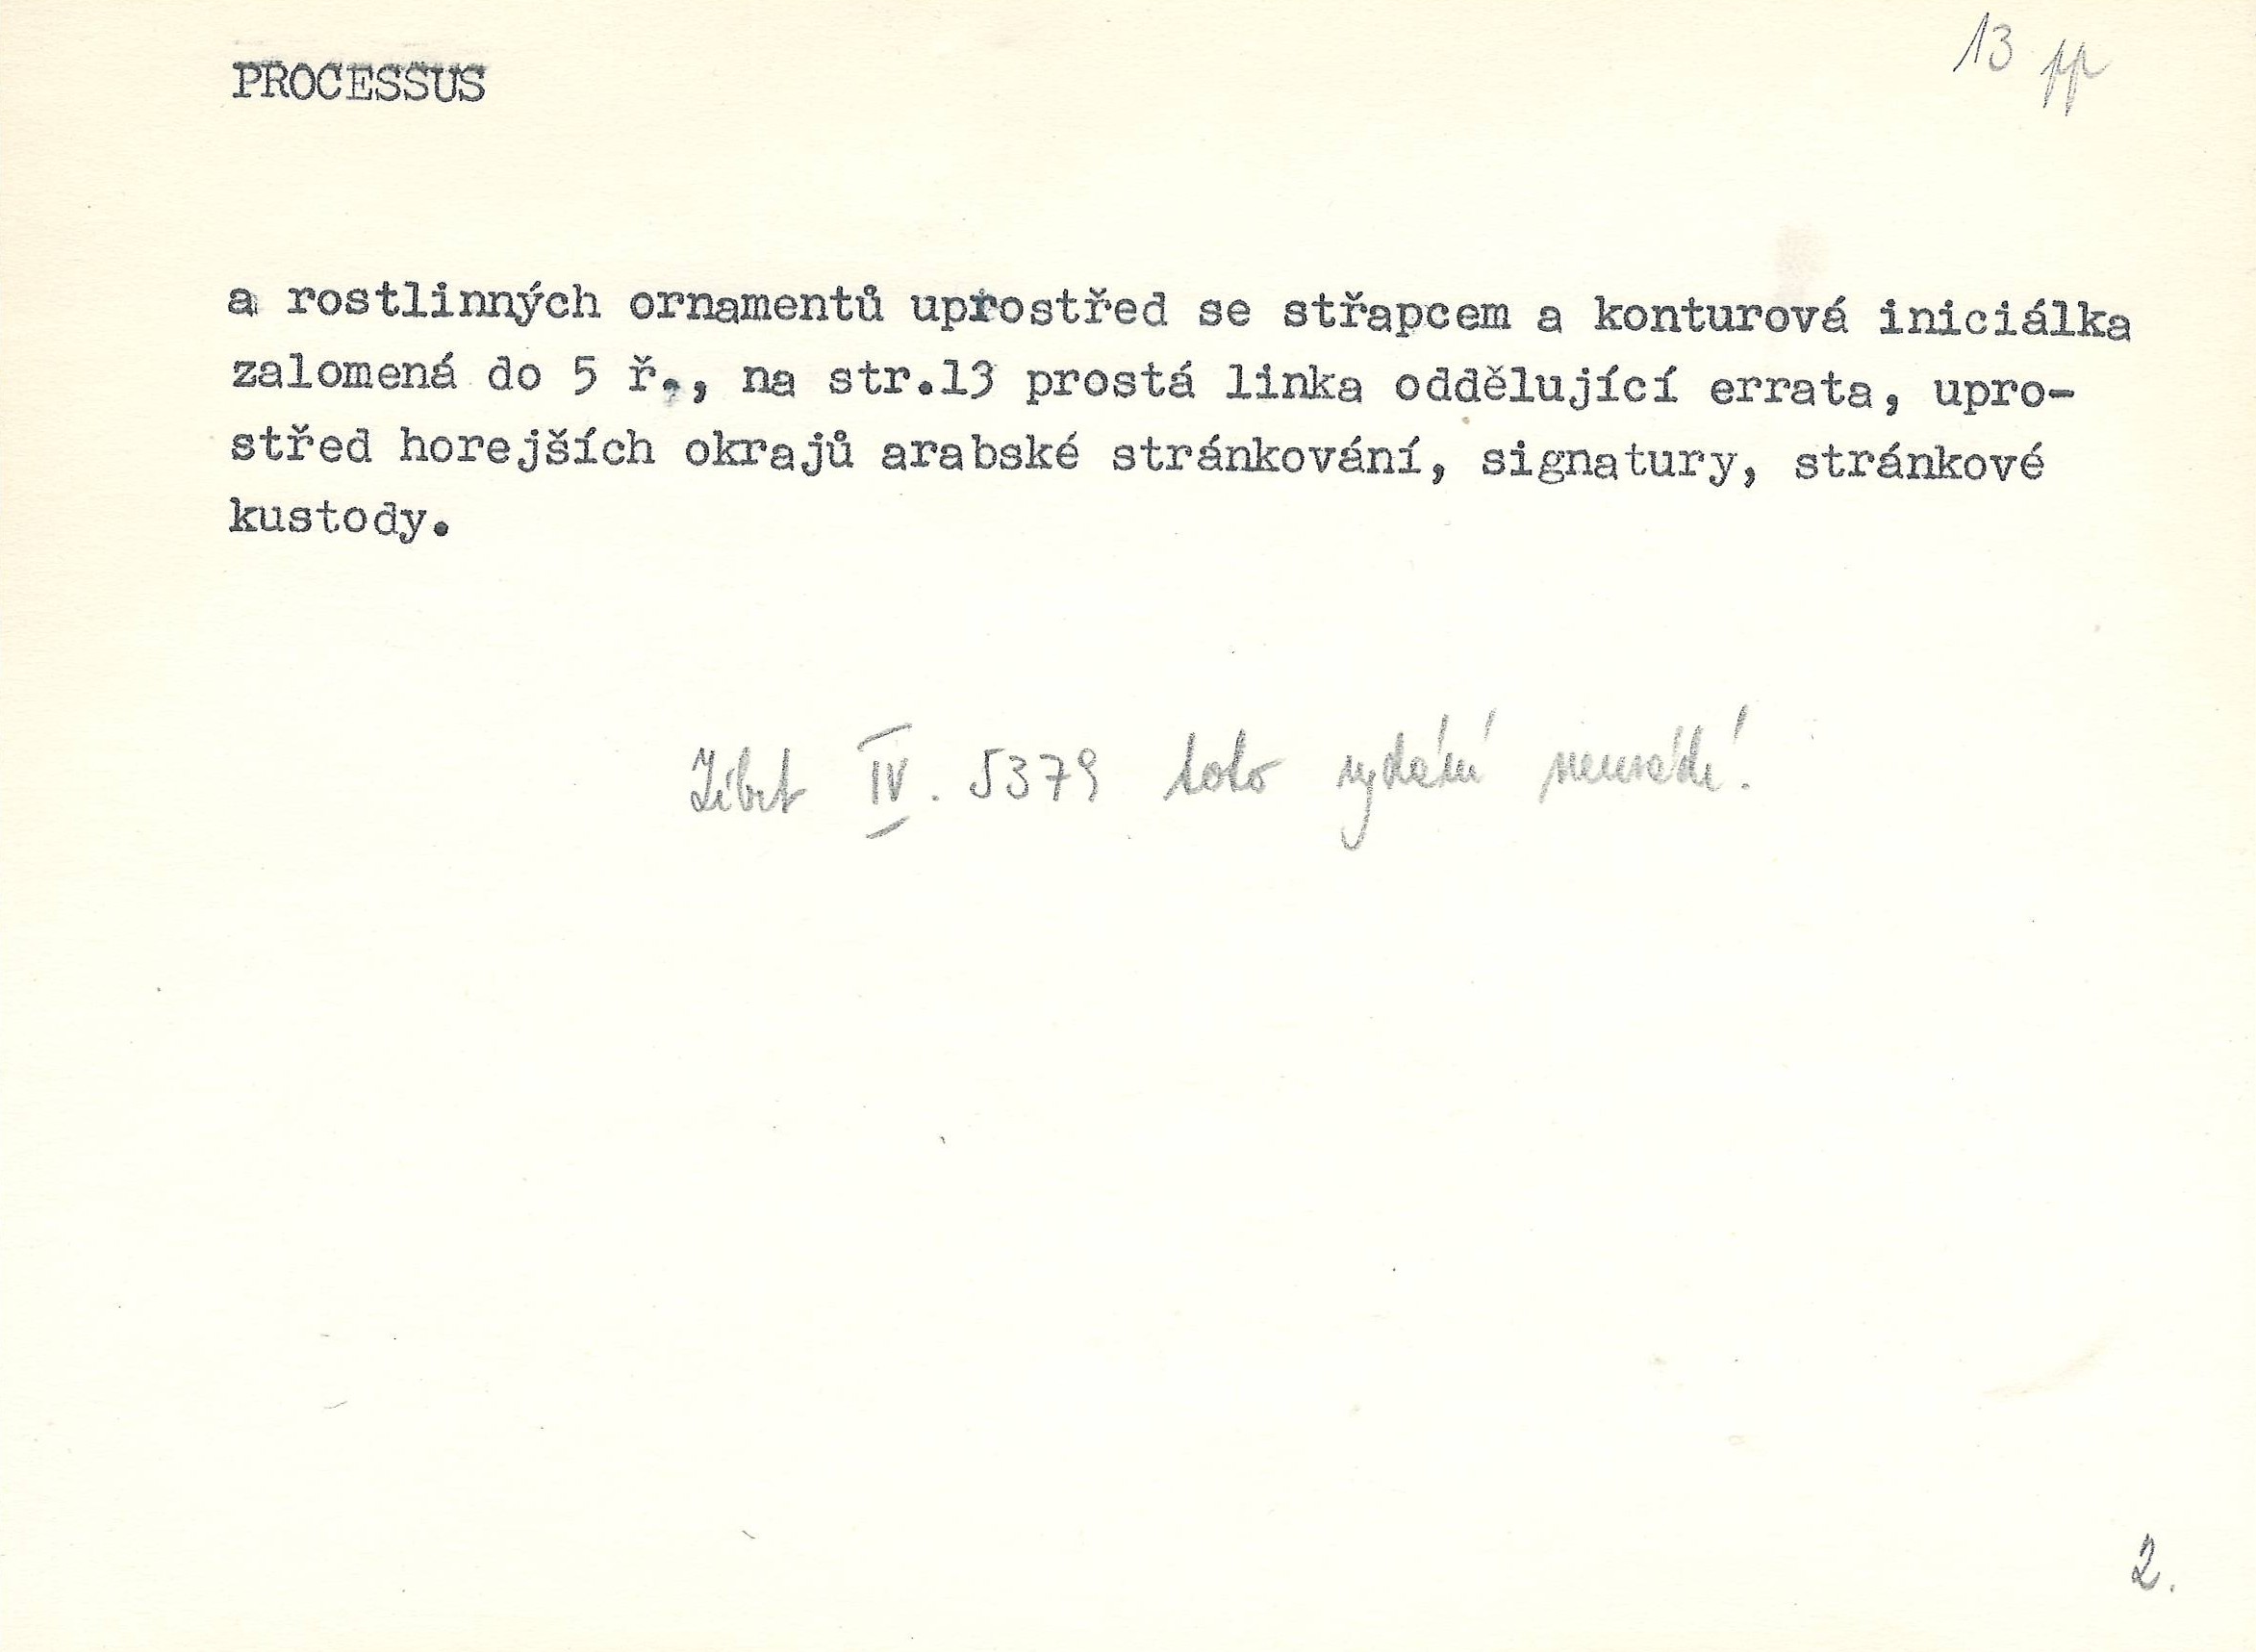 PROCESSUS
13 pp
a rostlinných ornamentů uprostřed se střapcem a konturová iniciálka
zalomená do 5 ř., na str.13 prostá linka oddělující errata, upro-
střed horejších okrajů arabské stránkování, signatury, stránkové
kustody.
Zíbrt IV. 5379 toto vydání neuvádí!
2.